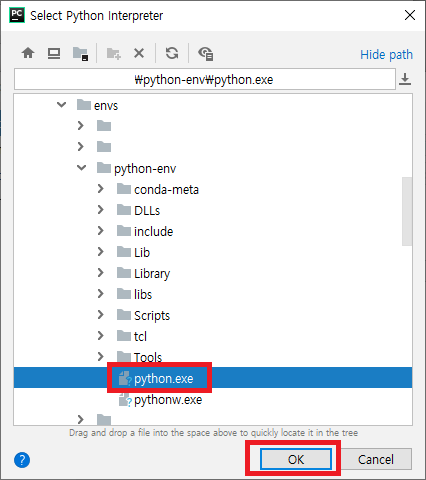 PC
Select Python Interpreter
Hide path
₩python-env₩python.exe
envs
python-env
conda-meta
DLLs
include
Lib
Library
libs
Scripts
tcl
Tools
python.exe
pythonw.exe
Drag and drop a file into the space above to quickly locate it in the tree
?
OK
Cancel